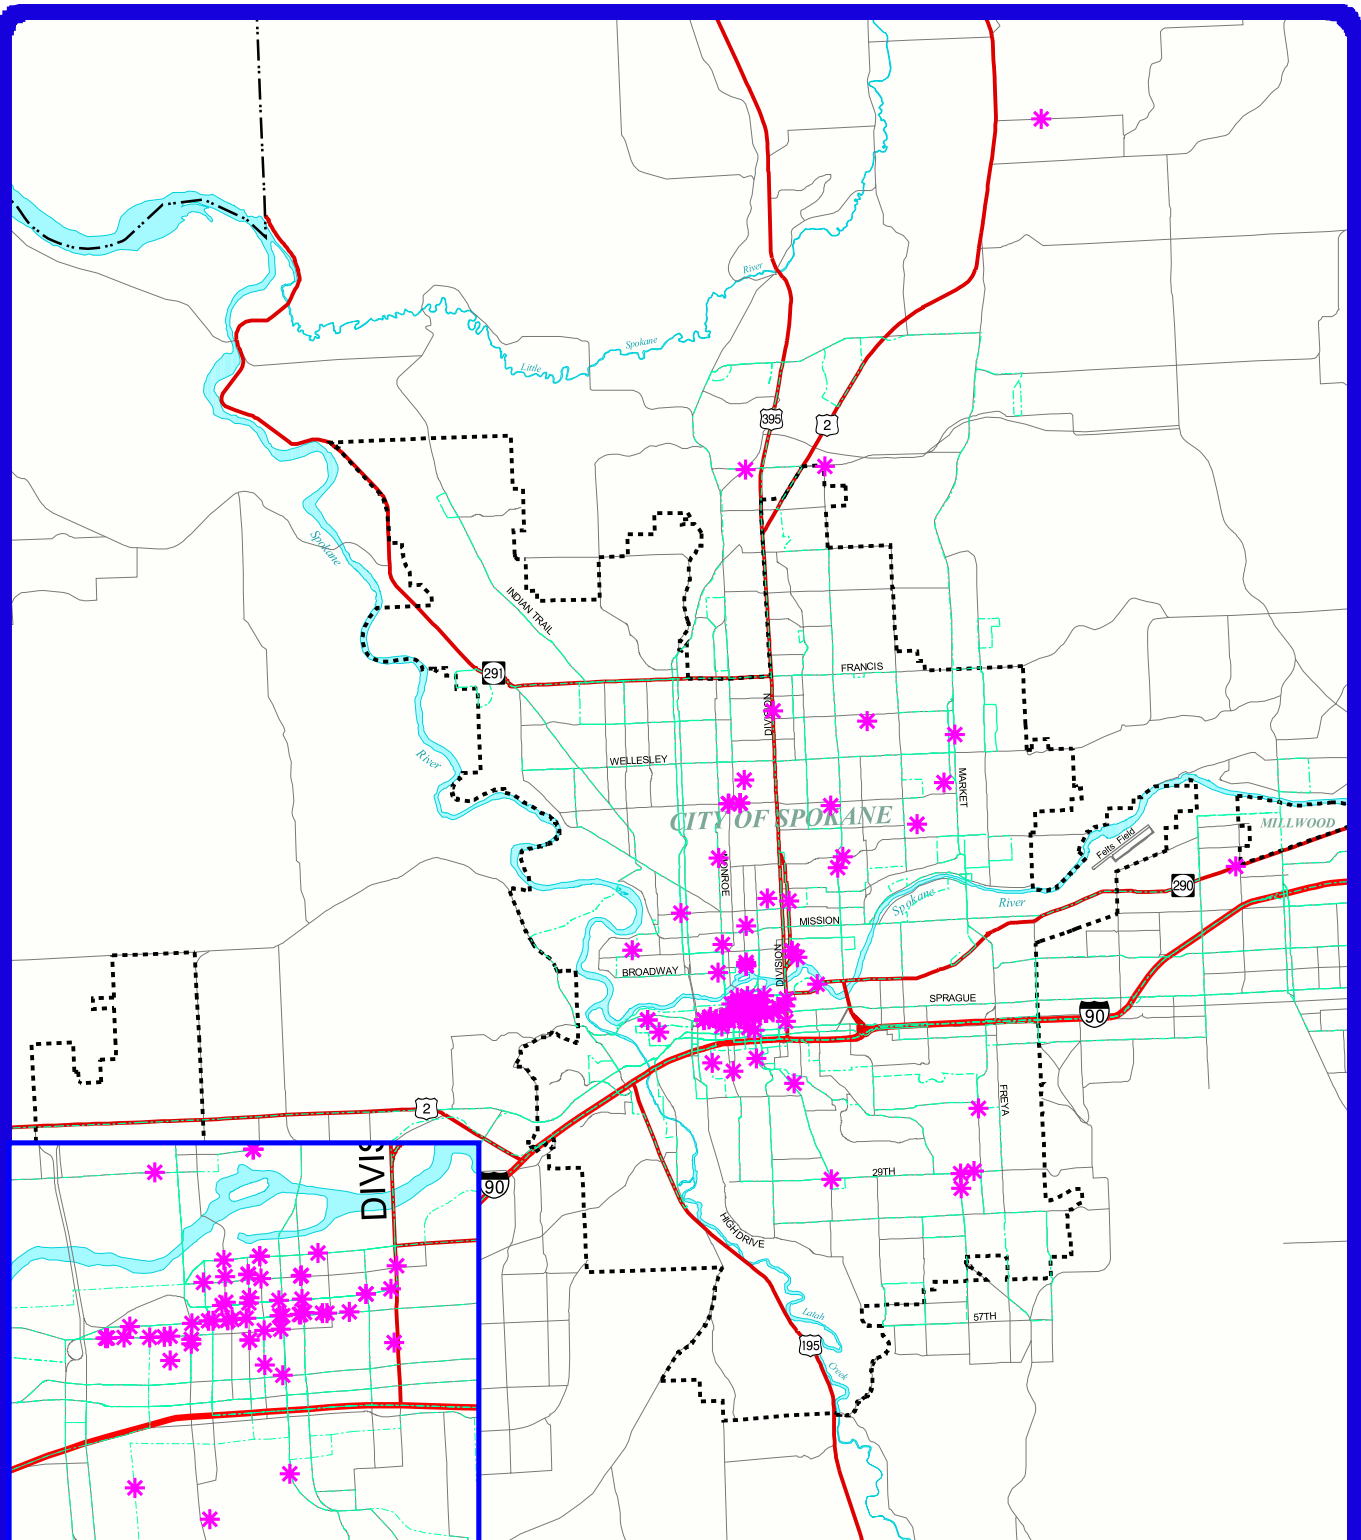 River
Spokane
Little
395
2
Spokane
INDIAN TRAIL
291
FRANCIS
DIVISION
WELLESLEY
River
MARKET
CITY OF SPOKANE
MILLWOOD
Felts Field
MONROE
290
Spokane
River
MISSION
DIVISION
BROADWAY
SPRAGUE
90
2
FREYA
29TH
90
DIVIS
HIGH DRIVE
Latah
57TH
195
Creek